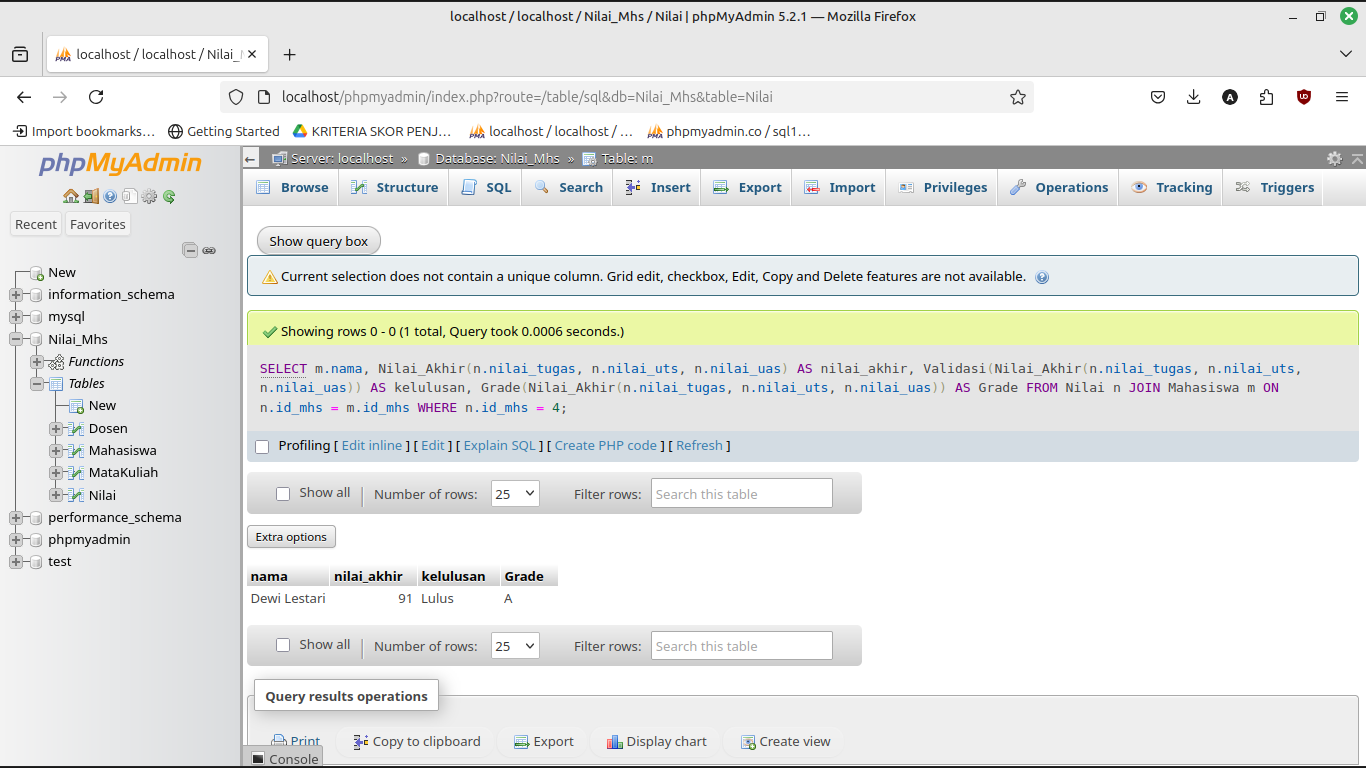 localhost / localhost / Nilai_Mhs / Nilai | phpMyAdmin 5.2.1 — Mozilla Firefox
localhost / localhost / Nilai_
localhost/phpmyadmin/index.php?route=/table/sql&db=Nilai_Mhs&table=Nilai
Import bookmarks… Getting Started KRITERIA SKOR PENJ… localhost / localhost / … phpmyadmin.co / sql1…
phpMyAdmin
Recent Favorites
New
information_schema
mysql
Nilai_Mhs
Functions
Tables
New
Dosen
Mahasiswa
MataKuliah
Nilai
performance_schema
phpmyadmin
test
Server: localhost » Database: Nilai_Mhs » Table: m
Browse Structure SQL Search Insert Export Import Privileges Operations Tracking Triggers
Show query box
Current selection does not contain a unique column. Grid edit, checkbox, Edit, Copy and Delete features are not available.
Showing rows 0 - 0 (1 total, Query took 0.0006 seconds.)
SELECT m.nama, Nilai_Akhir(n.nilai_tugas, n.nilai_uts, n.nilai_uas) AS nilai_akhir, Validasi(Nilai_Akhir(n.nilai_tugas, n.nilai_uts,
n.nilai_uas)) AS kelulusan, Grade(Nilai_Akhir(n.nilai_tugas, n.nilai_uts, n.nilai_uas)) AS Grade FROM Nilai n JOIN Mahasiswa m ON
n.id_mhs = m.id_mhs WHERE n.id_mhs = 4;
Profiling [ Edit inline ] [ Edit ] [ Explain SQL ] [ Create PHP code ] [ Refresh ]
Show all Number of rows: 25 Filter rows: Search this table
Extra options
nama nilai_akhir kelulusan Grade
Dewi Lestari 91 Lulus A
Show all Number of rows: 25 Filter rows: Search this table
Query results operations
Print Copy to clipboard Export Display chart Create view
Console